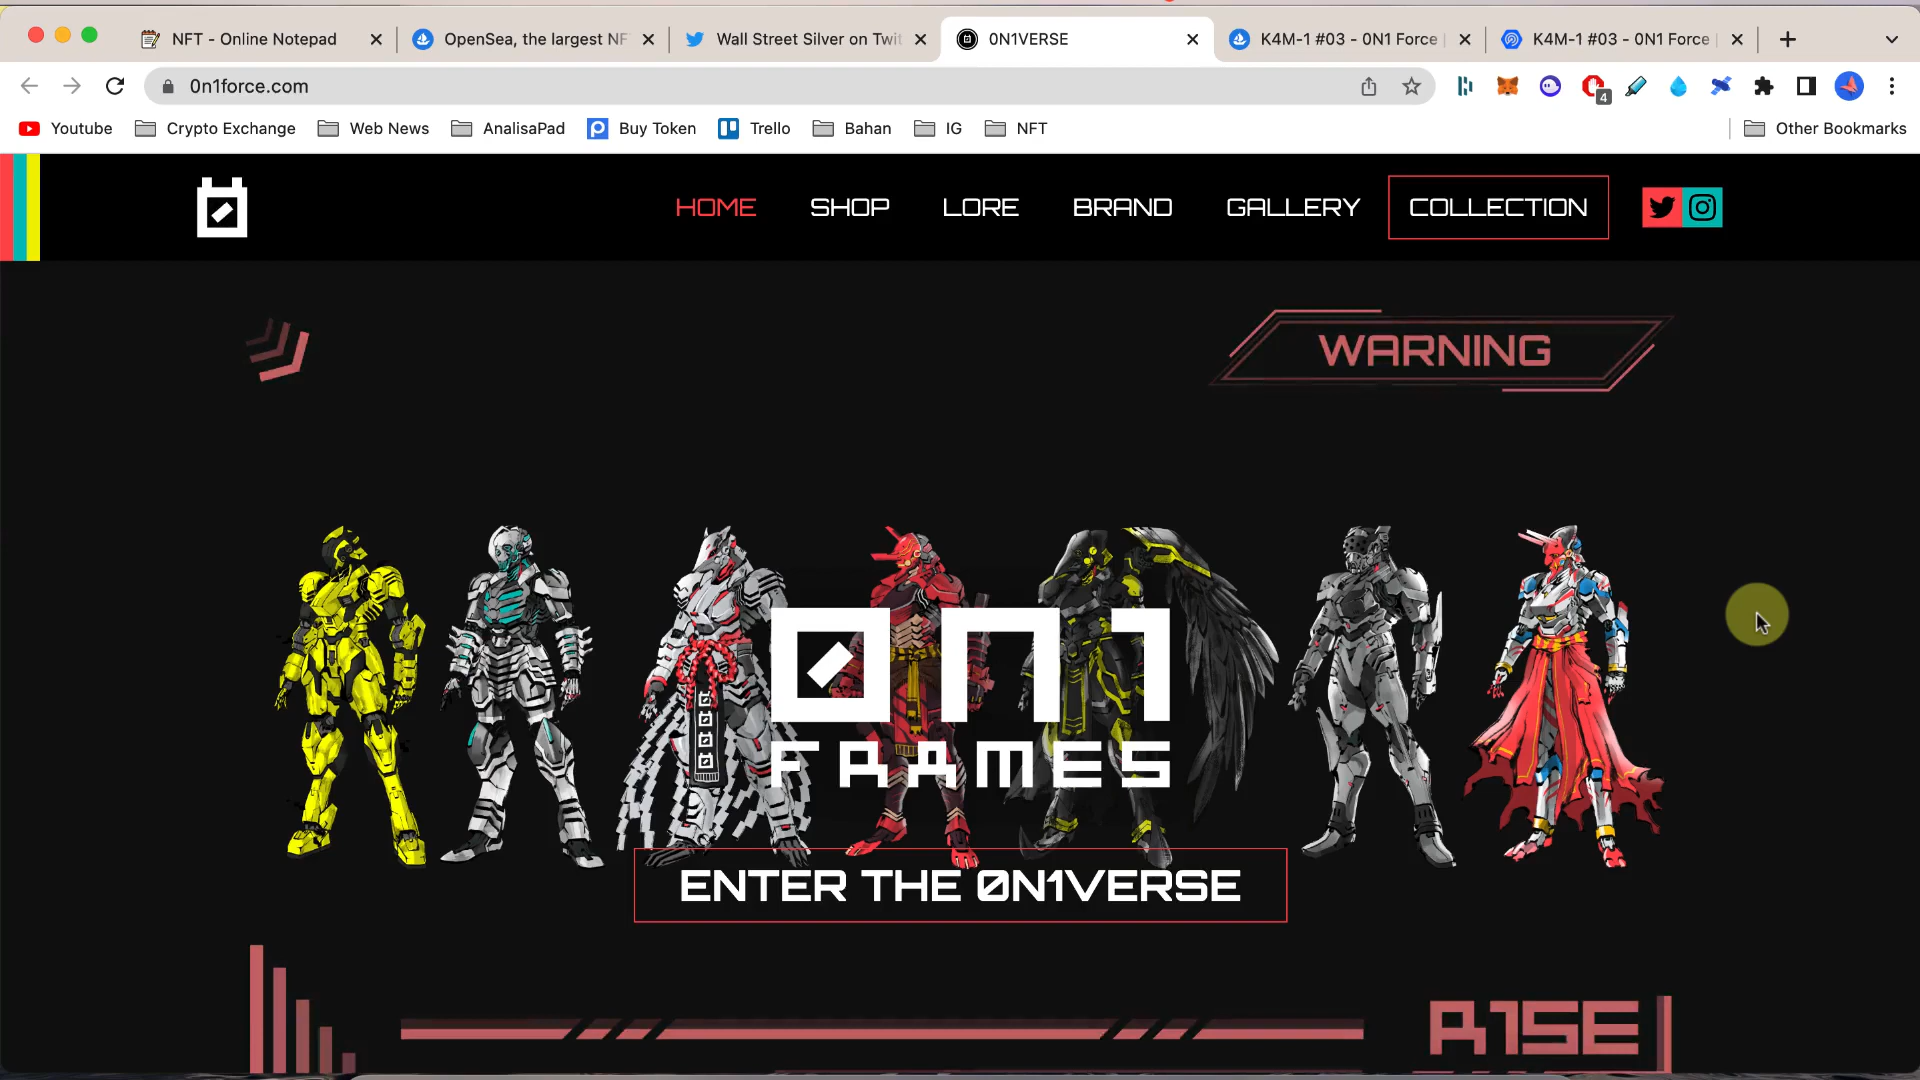 NFT - Online Notepad
OpenSea, the largest NF
Wall Street Silver on Twit
0N1VERSE
K4M-1 #03 - 0N1 Force |
K4M-1 #03 - 0N1 Force |
0n1force.com
4
Youtube
Crypto Exchange
Web News
AnalisaPad
Buy Token
Trello
Bahan
IG
NFT
Other Bookmarks
HOME
SHOP
LORE
BRAND
GALLERY
COLLECTION
WARNING
0N1
FRAMES
ENTER THE 0N1VERSE
R1SE